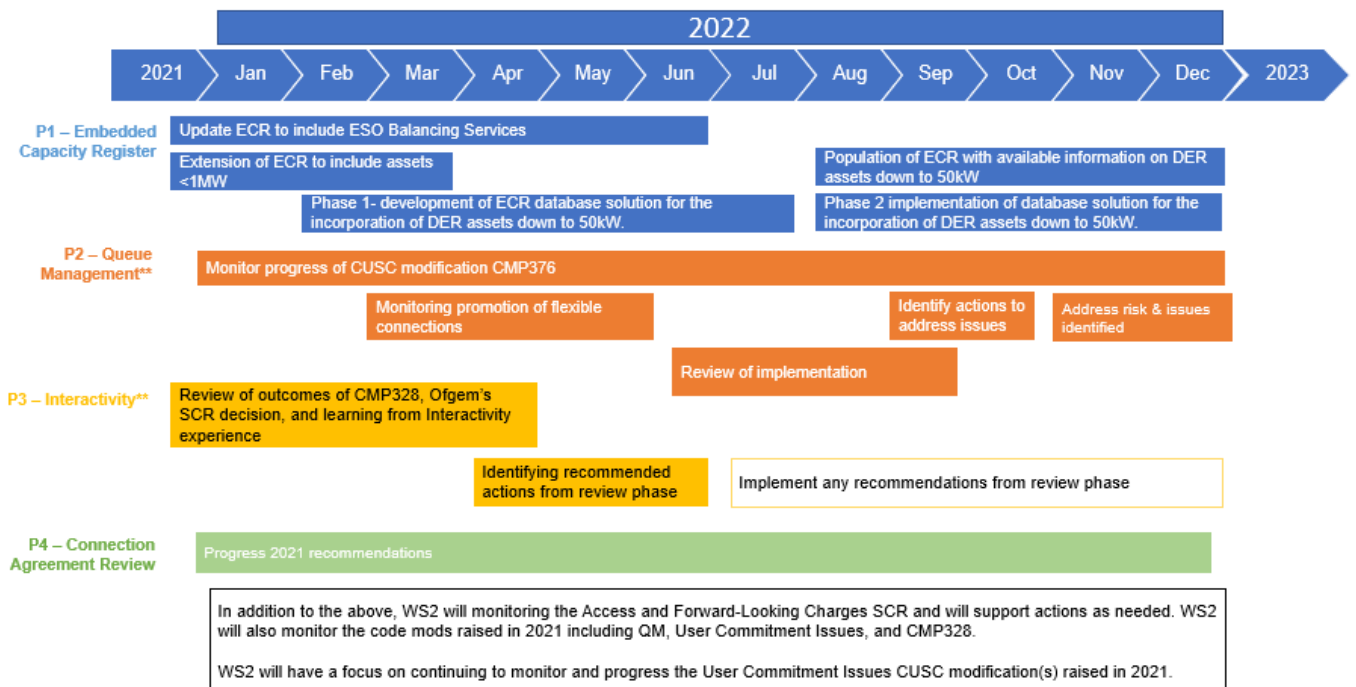 2022
2021
Jan
Feb
Mar
Apr
May
Jun
Jul
Aug
Sep
Oct
Nov
Dec
2023
P1 – Embedded
Capacity Register
Update ECR to include ESO Balancing Services
Extension of ECR to include assets
<1MW
Population of ECR with available information on DER
assets down to 50kW
Phase 1- development of ECR database solution for the
incorporation of DER assets down to 50kW.
Phase 2 implementation of database solution for the
incorporation of DER assets down to 50kW.
P2 – Queue
Management**
Monitor progress of CUSC modification CMP376
Monitoring promotion of flexible
connections
Identify actions to
address issues
Address risk & issues
identified
Review of implementation
P3 – Interactivity**
Review of outcomes of CMP328, Ofgem's
SCR decision, and learning from Interactivity
experience
Identifying recommended
actions from review phase
Implement any recommendations from review phase
P4 – Connection
Agreement Review
Progress 2021 recommendations
In addition to the above, WS2 will monitoring the Access and Forward-Looking Charges SCR and will support actions as needed. WS2
will also monitor the code mods raised in 2021 including QM, User Commitment Issues, and CMP328.
WS2 will have a focus on continuing to monitor and progress the User Commitment Issues CUSC modification(s) raised in 2021.